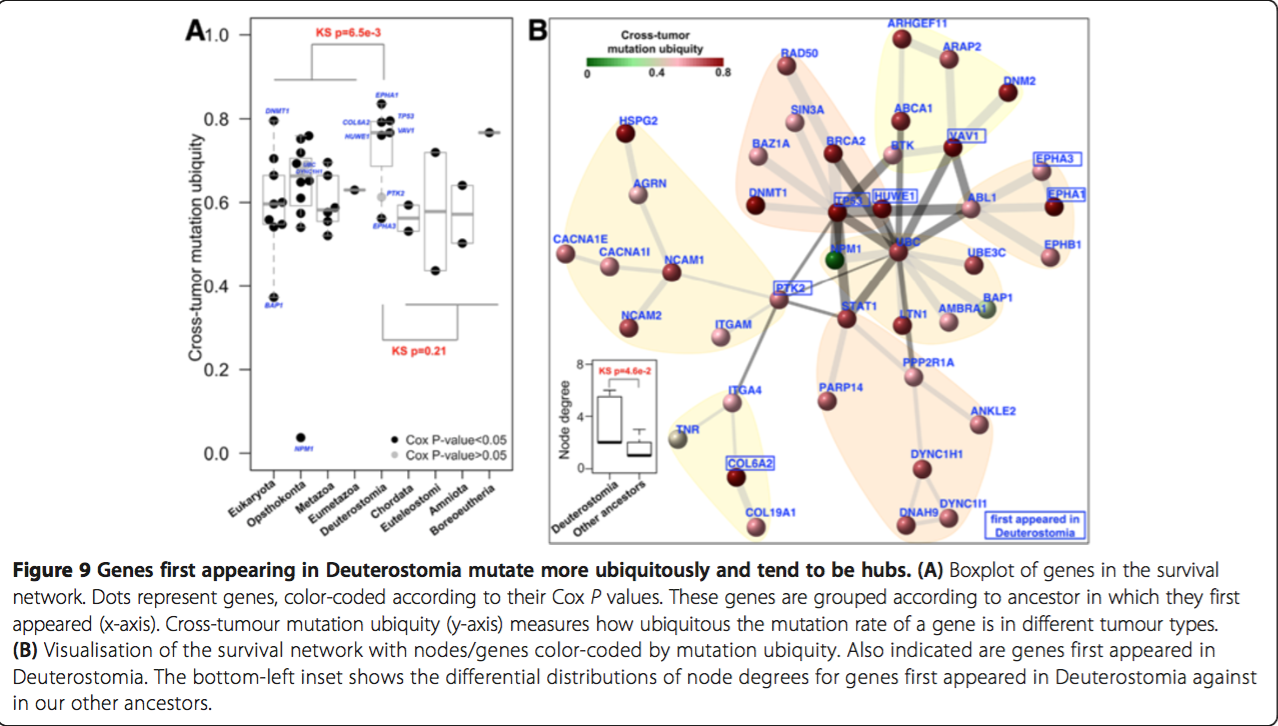 A
B
1.0
0.8
0.6
0.4
0.2
0.0
Cross-tumor mutation ubiquity
KS p=6.5e-3
DNMT1
BAP1
NPM1
UBC
EPHA1
COL6A2
TP53
HUWE1
VAV1
PTK2
EPHA3
KS p=0.21
Cox P-value<0.05
Cox P-value>0.05
Eukaryota
Opsthokonta
Metazoa
Eumetazoa
Deuterostomia
Chordata
Euteleostomi
Amniota
Boreoeutheria
Cross-tumor
mutation ubiquity
0 0.4 0.8
ARHGEF11
ARAP2
RAD50
DNM2
SIN3A
ABCA1
HSPG2
BAZ1A
BRCA2
BTK
VAV1
EPHA3
AGRN
DNMT1
TP53
HUWE1
ABL1
EPHA1
CACNA1E
CACNA1I
NCAM1
NPM1
UBC
UBE3C
EPHB1
PTK2
NCAM2
ITGAM
STAT1
LTN1
AMBRA1
BAP1
PPP2R1A
ITGA4
PARP14
ANKLE2
TNR
COL6A2
DYNC1H1
COL19A1
DNAH9
DYNC1I1
first appeared in
Deuterostomia
KS p=4.6e-2
8
4
0
Node degree
Deuterostomia
Other ancestors
Figure 9 Genes first appearing in Deuterostomia mutate more ubiquitously and tend to be hubs. (A) Boxplot of genes in the survival
network. Dots represent genes, color-coded according to their Cox P values. These genes are grouped according to ancestor in which they first
appeared (x-axis). Cross-tumour mutation ubiquity (y-axis) measures how ubiquitous the mutation rate of a gene is in different tumour types.
(B) Visualisation of the survival network with nodes/genes color-coded by mutation ubiquity. Also indicated are genes first appeared in
Deuterostomia. The bottom-left inset shows the differential distributions of node degrees for genes first appeared in Deuterostomia against
in our other ancestors.